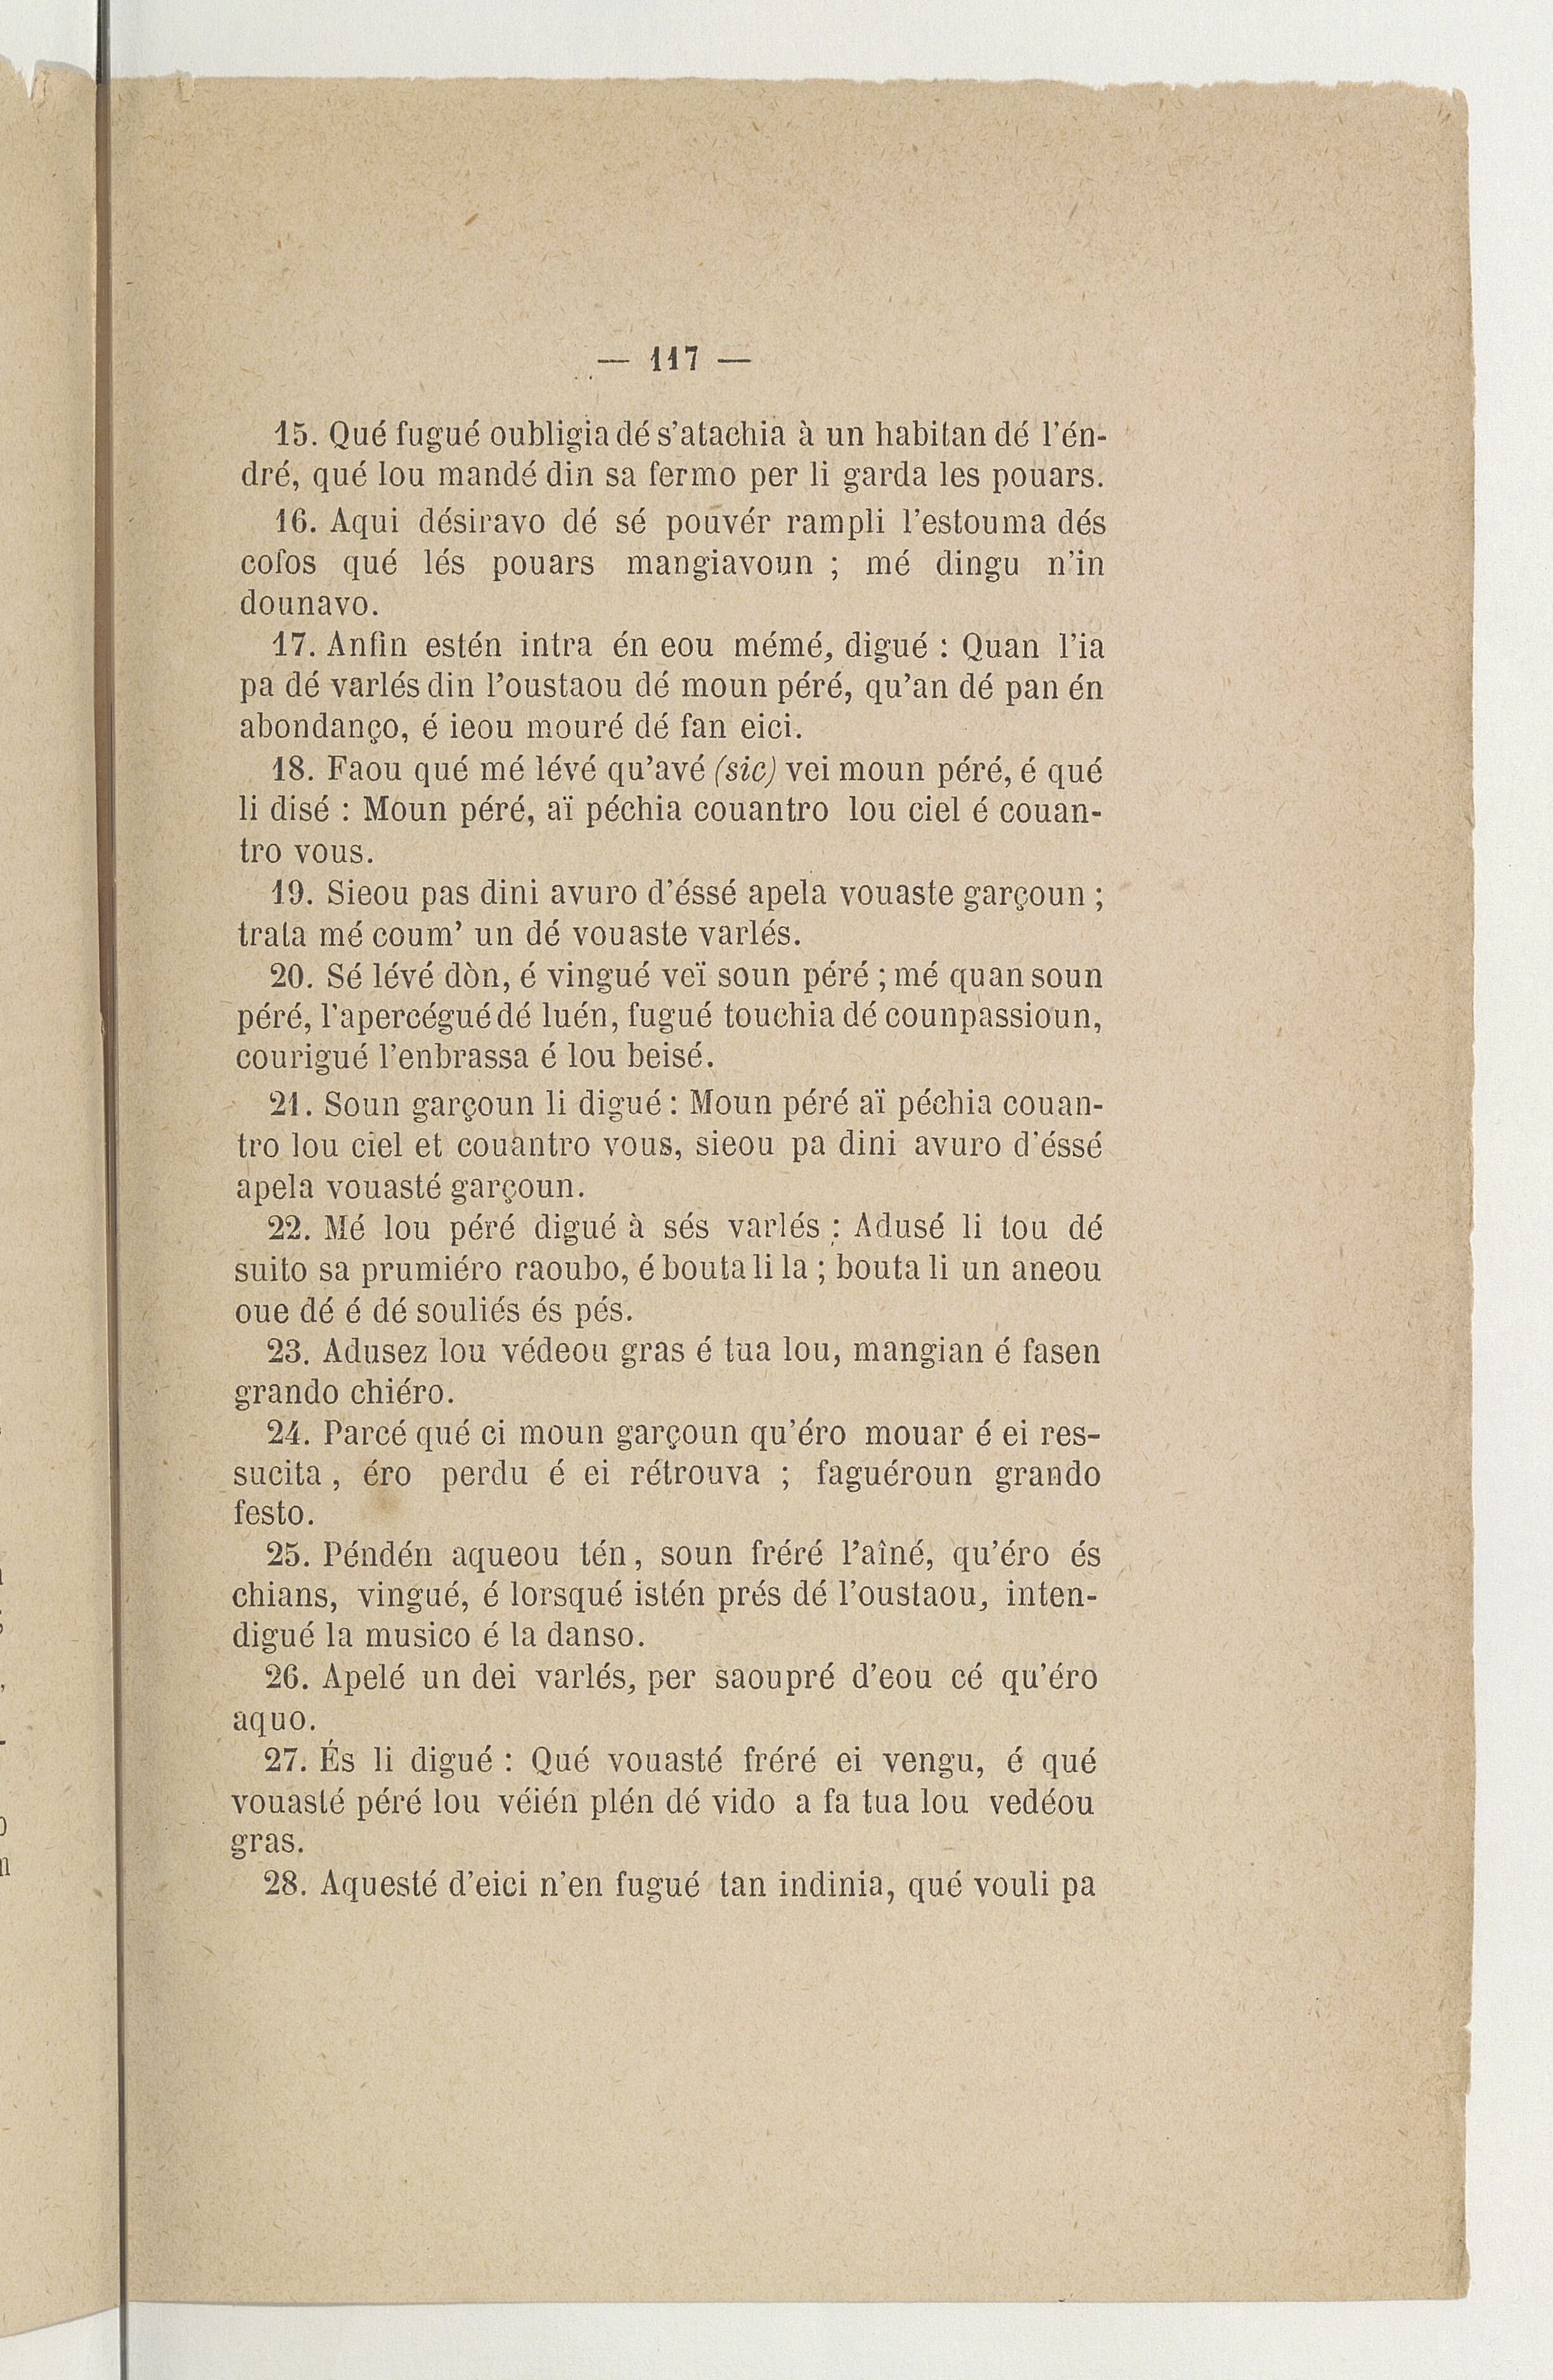 — 117 —
15. Qué fugué oubligia dé s'atachia à un habitan dé l'én-
dré, qué lou mandé din sa fermo per li garda les pouars.
16. Aqui désiravo dé sé pouvér rampli l'estouma dés
cofos qué lés pouars mangiavoun ; mé dingu n'in
dounavo.
17. Anfin estén intra én eou mémé, digué : Quan l'ia
pa dé varlés din l'oustaou dé moun péré, qu'an dé pan én
abondanço, é ieou mouré dé fan eici.
18. Faou qué mé lévé qu'avé (sic) vei moun péré, é qué
li disé : Moun péré, aï péchia couantro lou ciel é couan-
tro vous.
19. Sieou pas dini avuro d'éssé apela vouaste garçoun ;
trata mé coum' un dé vouaste varlés.
20. Sé lévé dòn, é vingué veï soun péré ; mé quan soun
péré, l'apercégué dé luén, fugué touchia dé counpassioun,
courigué l'enbrassa é lou beisé.
21. Soun garçoun li digué : Moun péré aï péchia couan-
tro lou ciel et couantro vous, sieou pa dini avuro d'éssé
apela vouasté garçoun.
22. Mé lou péré digué à sés varlés : Adusé li tou dé
suito sa prumiéro raoubo, é bouta li la ; bouta li un aneou
oue dé é dé souliés és pés.
23. Adusez lou védeou gras é tua lou, mangian é fasen
grando chiéro.
24. Parcé qué ci moun garçoun qu'éro mouar é ei res-
sucita, éro perdu é ei rétrouva ; faguéroun grando
festo.
25. Péndén aqueou tén, soun fréré l'aîné, qu'éro és
chians, vingué, é lorsqué istén prés dé l'oustaou, inten-
digué la musico é la danso.
26. Apelé un dei varlés, per saoupré d'eou cé qu'éro
aquo.
27. És li digué : Qué vouasté fréré ei vengu, é qué
vouasté péré lou véién plén dé vido a fa tua lou vedéou
gras.
28. Aquesté d'eici n'en fugué tan indinia, qué vouli pa